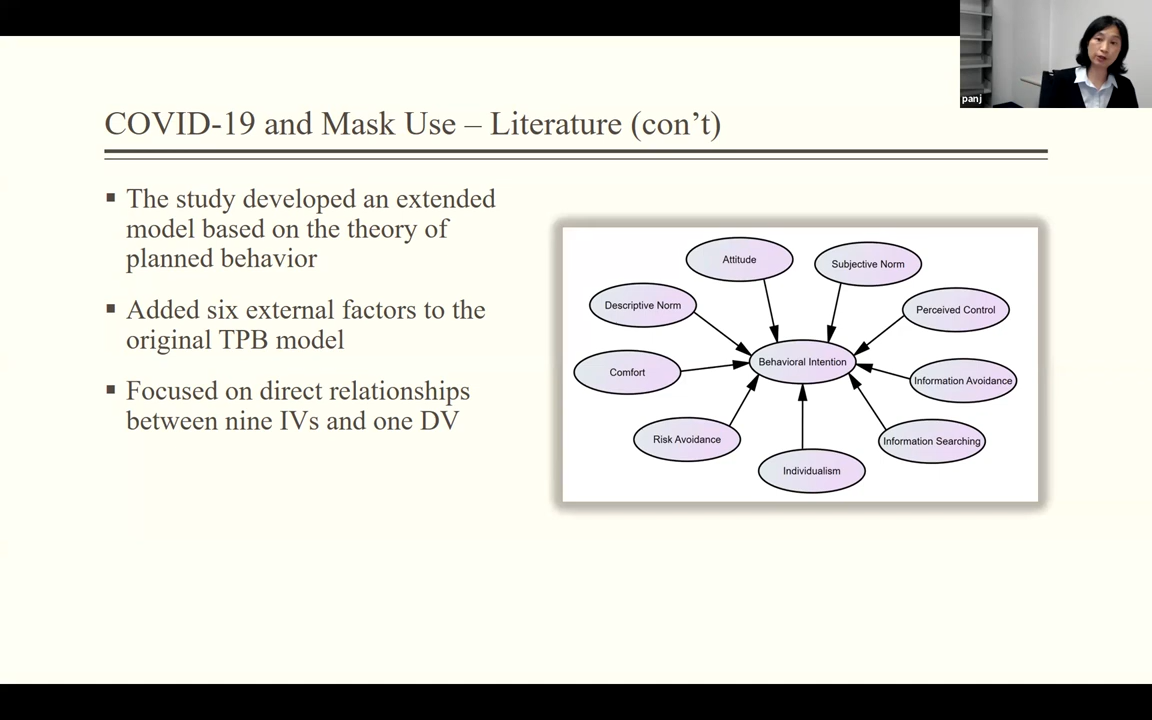 panj
COVID-19 and Mask Use – Literature (con’t)
▪ The study developed an extended
model based on the theory of
planned behavior
▪ Added six external factors to the
original TPB model
▪ Focused on direct relationships
between nine IVs and one DV
Attitude
Subjective Norm
Descriptive Norm
Perceived Control
Behavioral Intention
Comfort
Information Avoidance
Risk Avoidance
Information Searching
Individualism